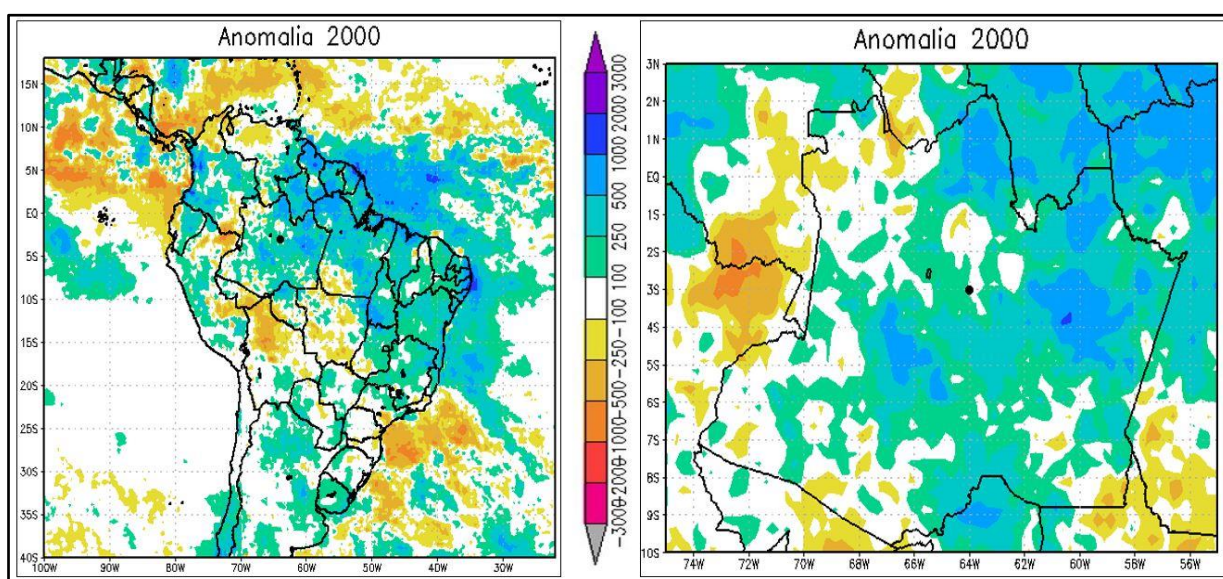 Anomalia 2000
15N
10N
5N
EQ
5S
10S
15S
20S
25S
30S
35S
40S
100W 90W 80W 70W 60W 50W 40W 30W
3000
2000
1000
500
250
100
-100
-250
-500
-1000
-2000
-3000
Anomalia 2000
3N
2N
1N
EQ
1S
2S
3S
4S
5S
6S
7S
8S
9S
10S
74W 72W 70W 68W 66W 64W 62W 60W 58W 56W